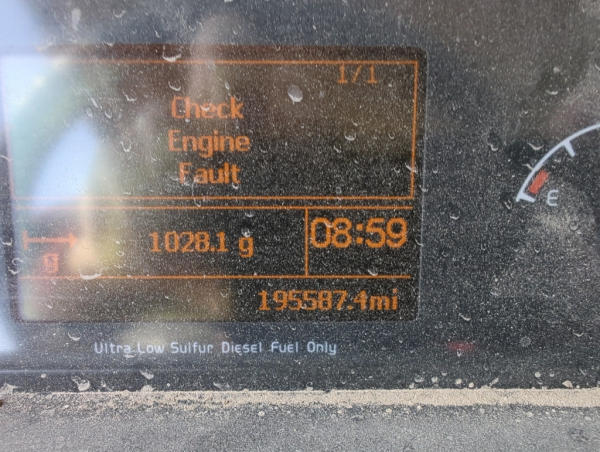 1/1
Check
Engine
Fault
g
1028.1 g
08:59
195587.4mi
E
Ultra Low Sulfur Diesel Fuel Only